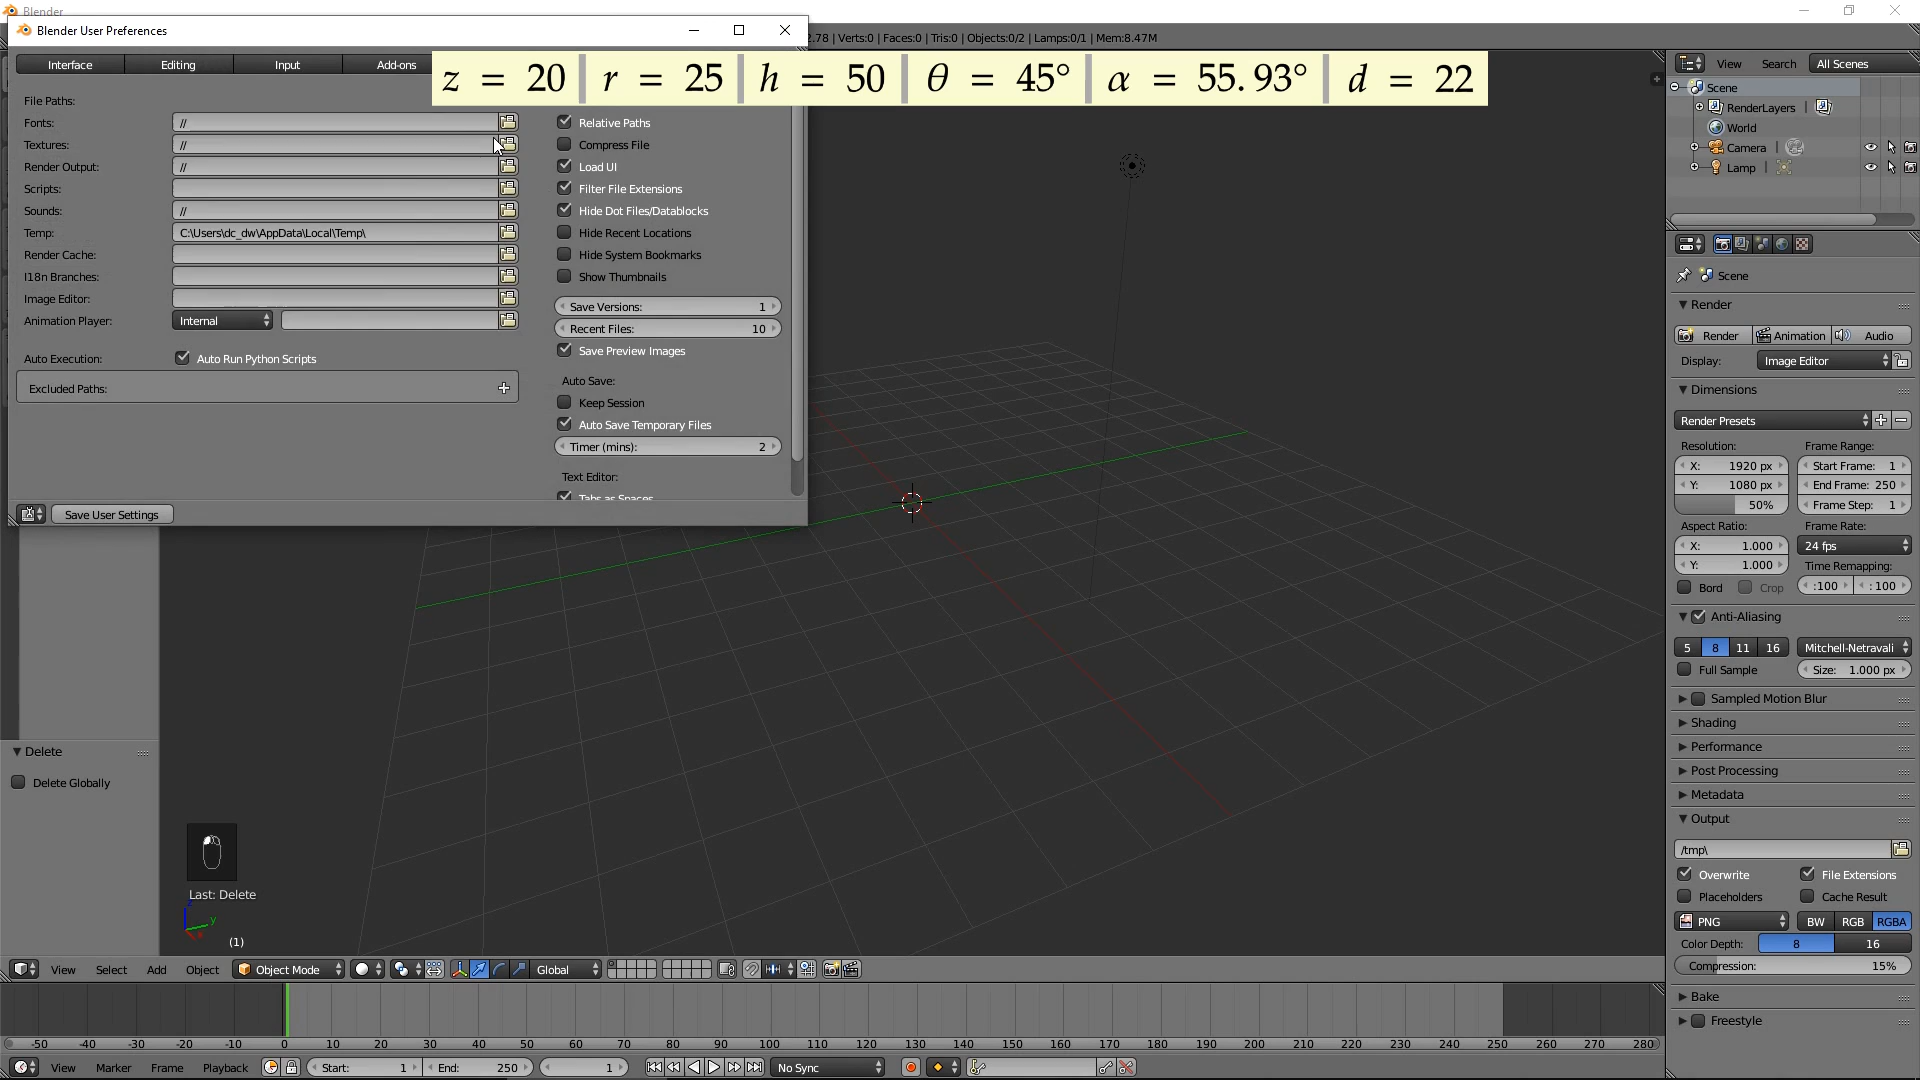 Blender
Blender User Preferences
2.78 | Verts:0 | Faces:0 | Tris:0 | Objects:0/2 | Lamps:0/1 | Mem:8.47M
Interface Editing Input Add-ons
z = 20 | r = 25 | h = 50 | θ = 45° | α = 55.93° | d = 22
File Paths:
Fonts: //
Textures: //
Render Output: //
Scripts:
Sounds: //
Temp: C:\Users\dc_dw\AppData\Local\Temp\
Render Cache:
I18n Branches:
Image Editor:
Animation Player: Internal
Auto Execution: Auto Run Python Scripts
Excluded Paths:
Relative Paths
Compress File
Load UI
Filter File Extensions
Hide Dot Files/Datablocks
Hide Recent Locations
Hide System Bookmarks
Show Thumbnails
Save Versions: 1
Recent Files: 10
Save Preview Images
Auto Save:
Keep Session
Auto Save Temporary Files
Timer (mins): 2
Text Editor:
Tabs as Spaces
Save User Settings
Delete
Delete Globally
Last: Delete
z y
(1)
View Select Add Object Object Mode Global
-50 -40 -30 -20 -10 0 10 20 30 40 50 60 70 80 90 100 110 120 130 140 150 160 170 180 190 200 210 220 230 240 250 260 270 280
View Marker Frame Playback Start: 1 End: 250 1 No Sync
View Search All Scenes
Scene
RenderLayers
World
Camera
Lamp
Scene
Render
Render Animation Audio
Display: Image Editor
Dimensions
Render Presets
Resolution: Frame Range:
X: 1920 px Start Frame: 1
Y: 1080 px End Frame: 250
50% Frame Step: 1
Aspect Ratio: Frame Rate:
X: 1.000 24 fps
Y: 1.000 Time Remapping:
Bord Crop :100 : 100
Anti-Aliasing
5 8 11 16 Mitchell-Netravali
Full Sample Size: 1.000 px
Sampled Motion Blur
Shading
Performance
Post Processing
Metadata
Output
/tmp\
Overwrite File Extensions
Placeholders Cache Result
PNG BW RGB RGBA
Color Depth: 8 16
Compression: 15%
Bake
Freestyle